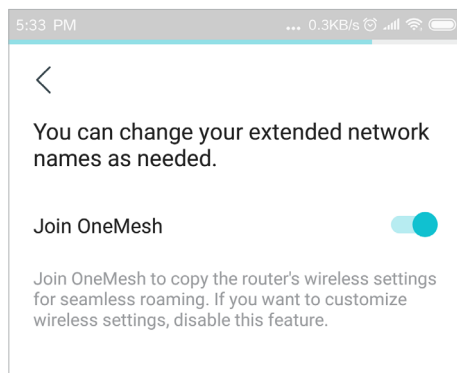 5:33 PM ... 0.3KB/s
You can change your extended network
names as needed.
Join OneMesh
Join OneMesh to copy the router's wireless settings
for seamless roaming. If you want to customize
wireless settings, disable this feature.